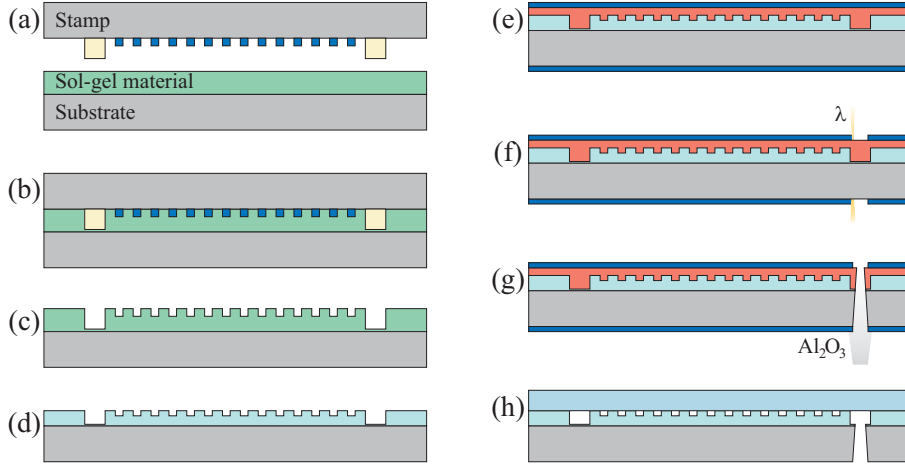 (a)
Stamp
Sol-gel material
Substrate
(b)
(c)
(d)
(e)
λ
(f)
(g)
Al₂O₃
(h)